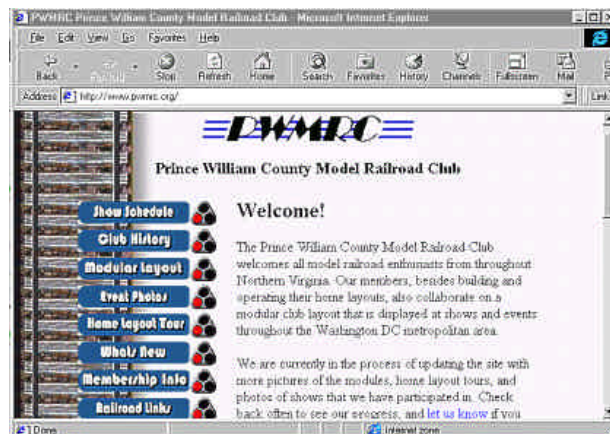 PWMRC Prince William County Model Railroad Club - Microsoft Internet Explorer
File Edit View Go Favorites Help
Back Stop Refresh Home Search Favorites History Channels Fullscreen Mail
Address http://www.pwmrc.org/ Link
PWMRC
Prince William County Model Railroad Club
Show Schedule
Club History
Modular Layout
Event Photos
Home Layout Tour
Whats New
Membership Info
Railroad Links
Welcome!
The Prince William County Model Railroad Club
welcomes all model railroad enthusiasts from throughout
Northern Virginia. Our members, besides building and
operating their home layouts, also collaborate on a
modular club layout that is displayed at shows and events
throughout the Washington DC metropolitan area.
We are currently in the process of updating the site with
more pictures of the modules, home layout tours, and
photos of shows that we have participated in. Check
back often to see our progress, and let us know if you
Done Internet zone